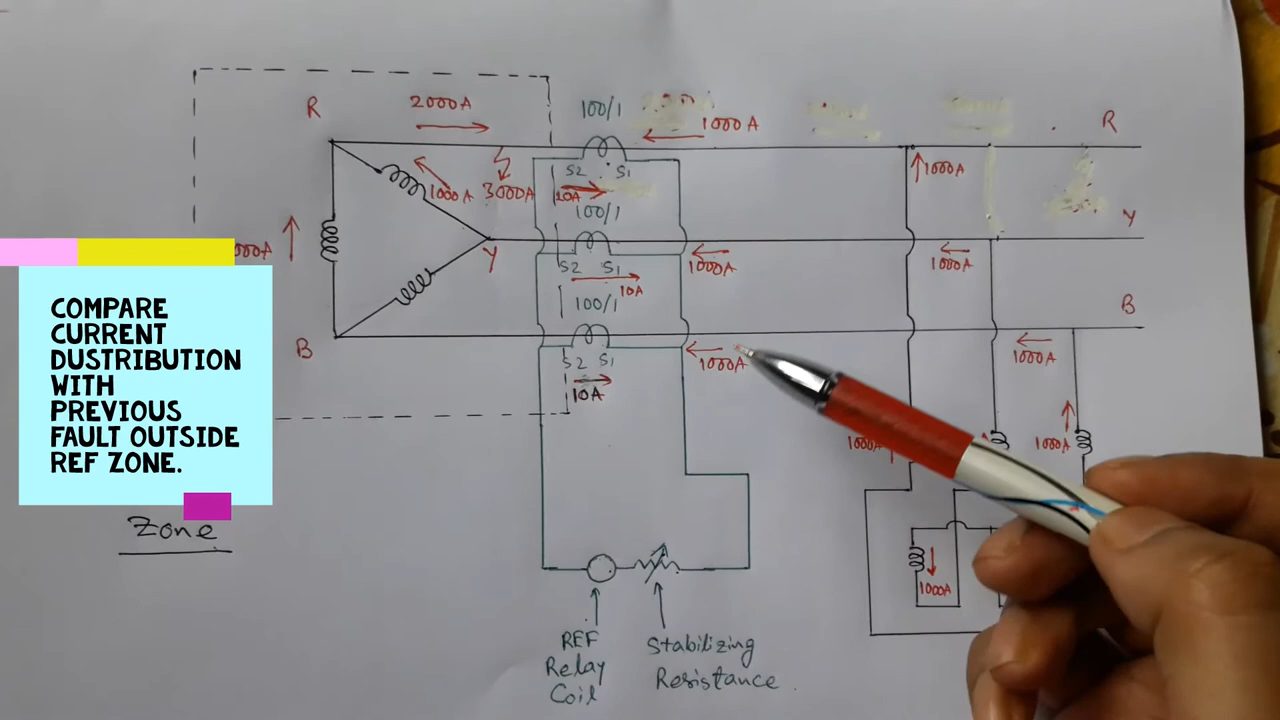 R
2000A
100/1
1000A
R
1000A
3000A
S2 S1
10A
100/1
1000A
Y
Y
S2 S1
10A
1000A
1000A
100/1
B
B
S2 S1
10A
1000A
1000A
1000A
1000A
COMPARE
CURRENT
DUSTRIBUTION
WITH
PREVIOUS
FAULT OUTSIDE
REF ZONE.
Zone
REF
Relay
Coil
Stabilizing
Resistance